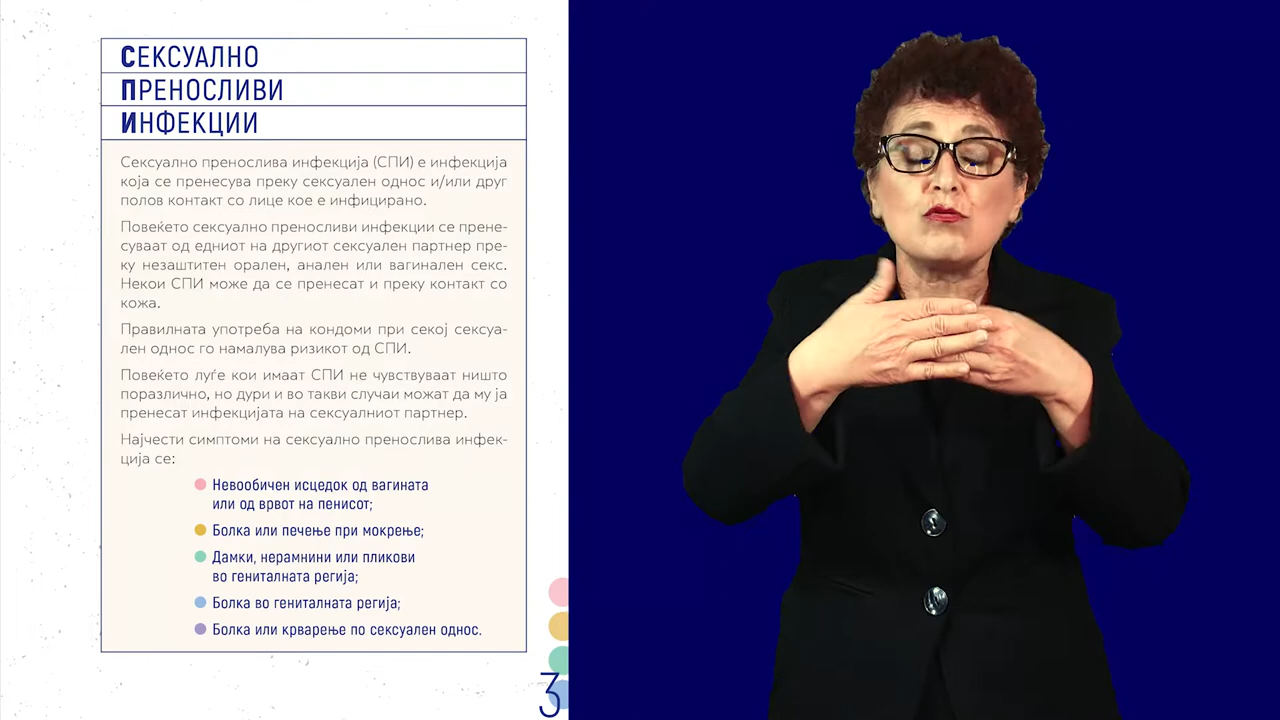 СЕКСУАЛНО
ПРЕНОСЛИВИ
ИНФЕКЦИИ
Сексуално пренослива инфекција (СПИ) е инфекција
која се пренесува преку сексуален однос и/или друг
полов контакт со лице кое е инфицирано.
Повеќето сексуално преносливи инфекции се прене-
суваат од едниот на другиот сексуален партнер пре-
ку незаштитен орален, анален или вагинален секс.
Некои СПИ може да се пренесат и преку контакт со
кожа.
Правилната употреба на кондоми при секој сексуа-
лен однос го намалува ризикот од СПИ.
Повеќето луѓе кои имаат СПИ не чувствуваат ништо
поразлично, но дури и во такви случаи можат да му ја
пренесат инфекцијата на сексуалниот партнер.
Најчести симптоми на сексуално пренослива инфек-
ција се:
Невообичен исцедок од вагината
или од врвот на пенисот;
Болка или печење при мокрење;
Дамки, нерамнини или пликови
во гениталната регија;
Болка во гениталната регија;
Болка или крварење по сексуален однос.
3